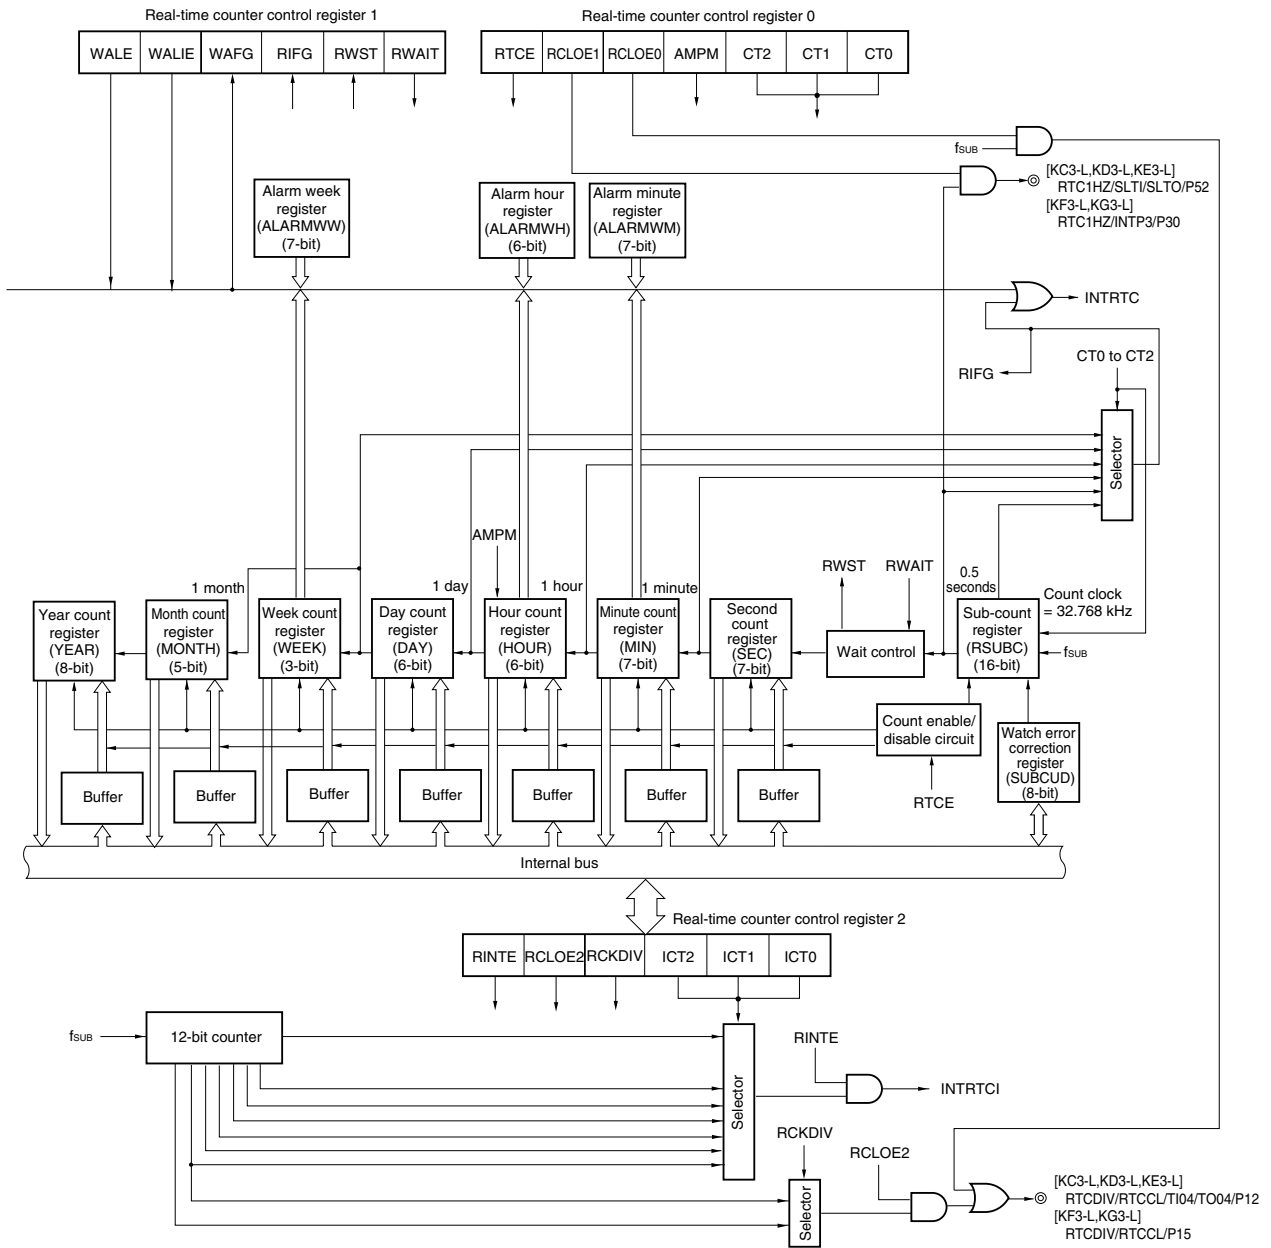 Real-time counter control register 1
WALE WALIE WAFG RIFG RWST RWAIT
Real-time counter control register 0
RTCE RCLOE1 RCLOE0 AMPM CT2 CT1 CT0
fSUB
[KC3-L,KD3-L,KE3-L]
RTC1HZ/SLTI/SLTO/P52
[KF3-L,KG3-L]
RTC1HZ/INTP3/P30
Alarm week
register
(ALARMWW)
(7-bit)
Alarm hour
register
(ALARMWH)
(6-bit)
Alarm minute
register
(ALARMWM)
(7-bit)
INTRTC
RIFG
CT0 to CT2
Selector
AMPM
1 month
1 day
1 hour
1 minute
RWST
RWAIT
0.5
seconds
Count clock
= 32.768 kHz
Year count
register
(YEAR)
(8-bit)
Month count
register
(MONTH)
(5-bit)
Week count
register
(WEEK)
(3-bit)
Day count
register
(DAY)
(6-bit)
Hour count
register
(HOUR)
(6-bit)
Minute count
register
(MIN)
(7-bit)
Second
count
register
(SEC)
(7-bit)
Wait control
Sub-count
register
(RSUBC)
(16-bit)
fSUB
Count enable/
disable circuit
RTCE
Watch error
correction
register
(SUBCUD)
(8-bit)
Buffer
Buffer
Buffer
Buffer
Buffer
Buffer
Buffer
Internal bus
Real-time counter control register 2
RINTE RCLOE2 RCKDIV ICT2 ICT1 ICT0
fSUB
12-bit counter
Selector
RINTE
INTRTCI
RCKDIV
Selector
RCLOE2
[KC3-L,KD3-L,KE3-L]
RTCDIV/RTCCL/TI04/TO04/P12
[KF3-L,KG3-L]
RTCDIV/RTCCL/P15